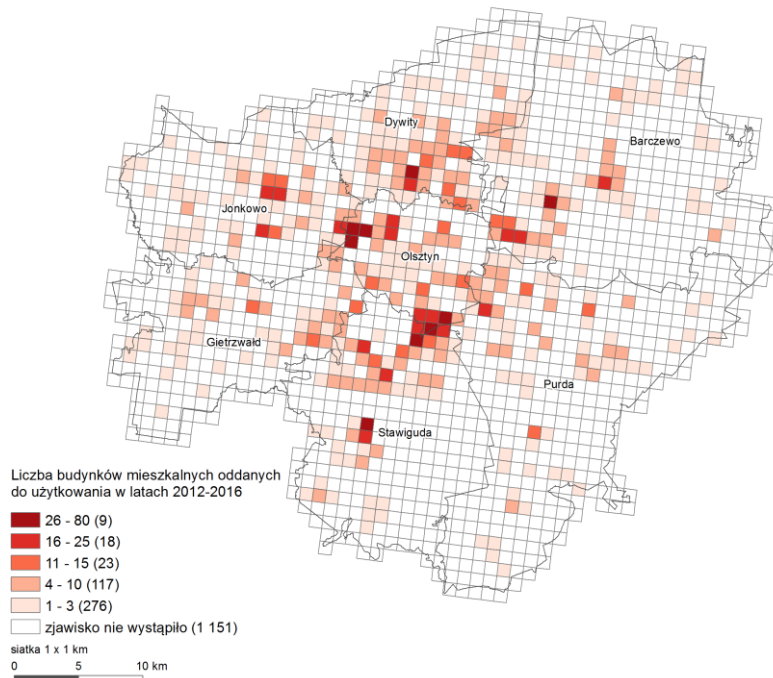 Dywity
Barczewo
Jonkowo
Olsztyn
Gietrzwałd
Purda
Stawiguda
Liczba budynków mieszkalnych oddanych
do użytkowania w latach 2012-2016
26 - 80 (9)
16 - 25 (18)
11 - 15 (23)
4 - 10 (117)
1 - 3 (276)
zjawisko nie wystąpiło (1 151)
siatka 1 x 1 km
0 5 10 km